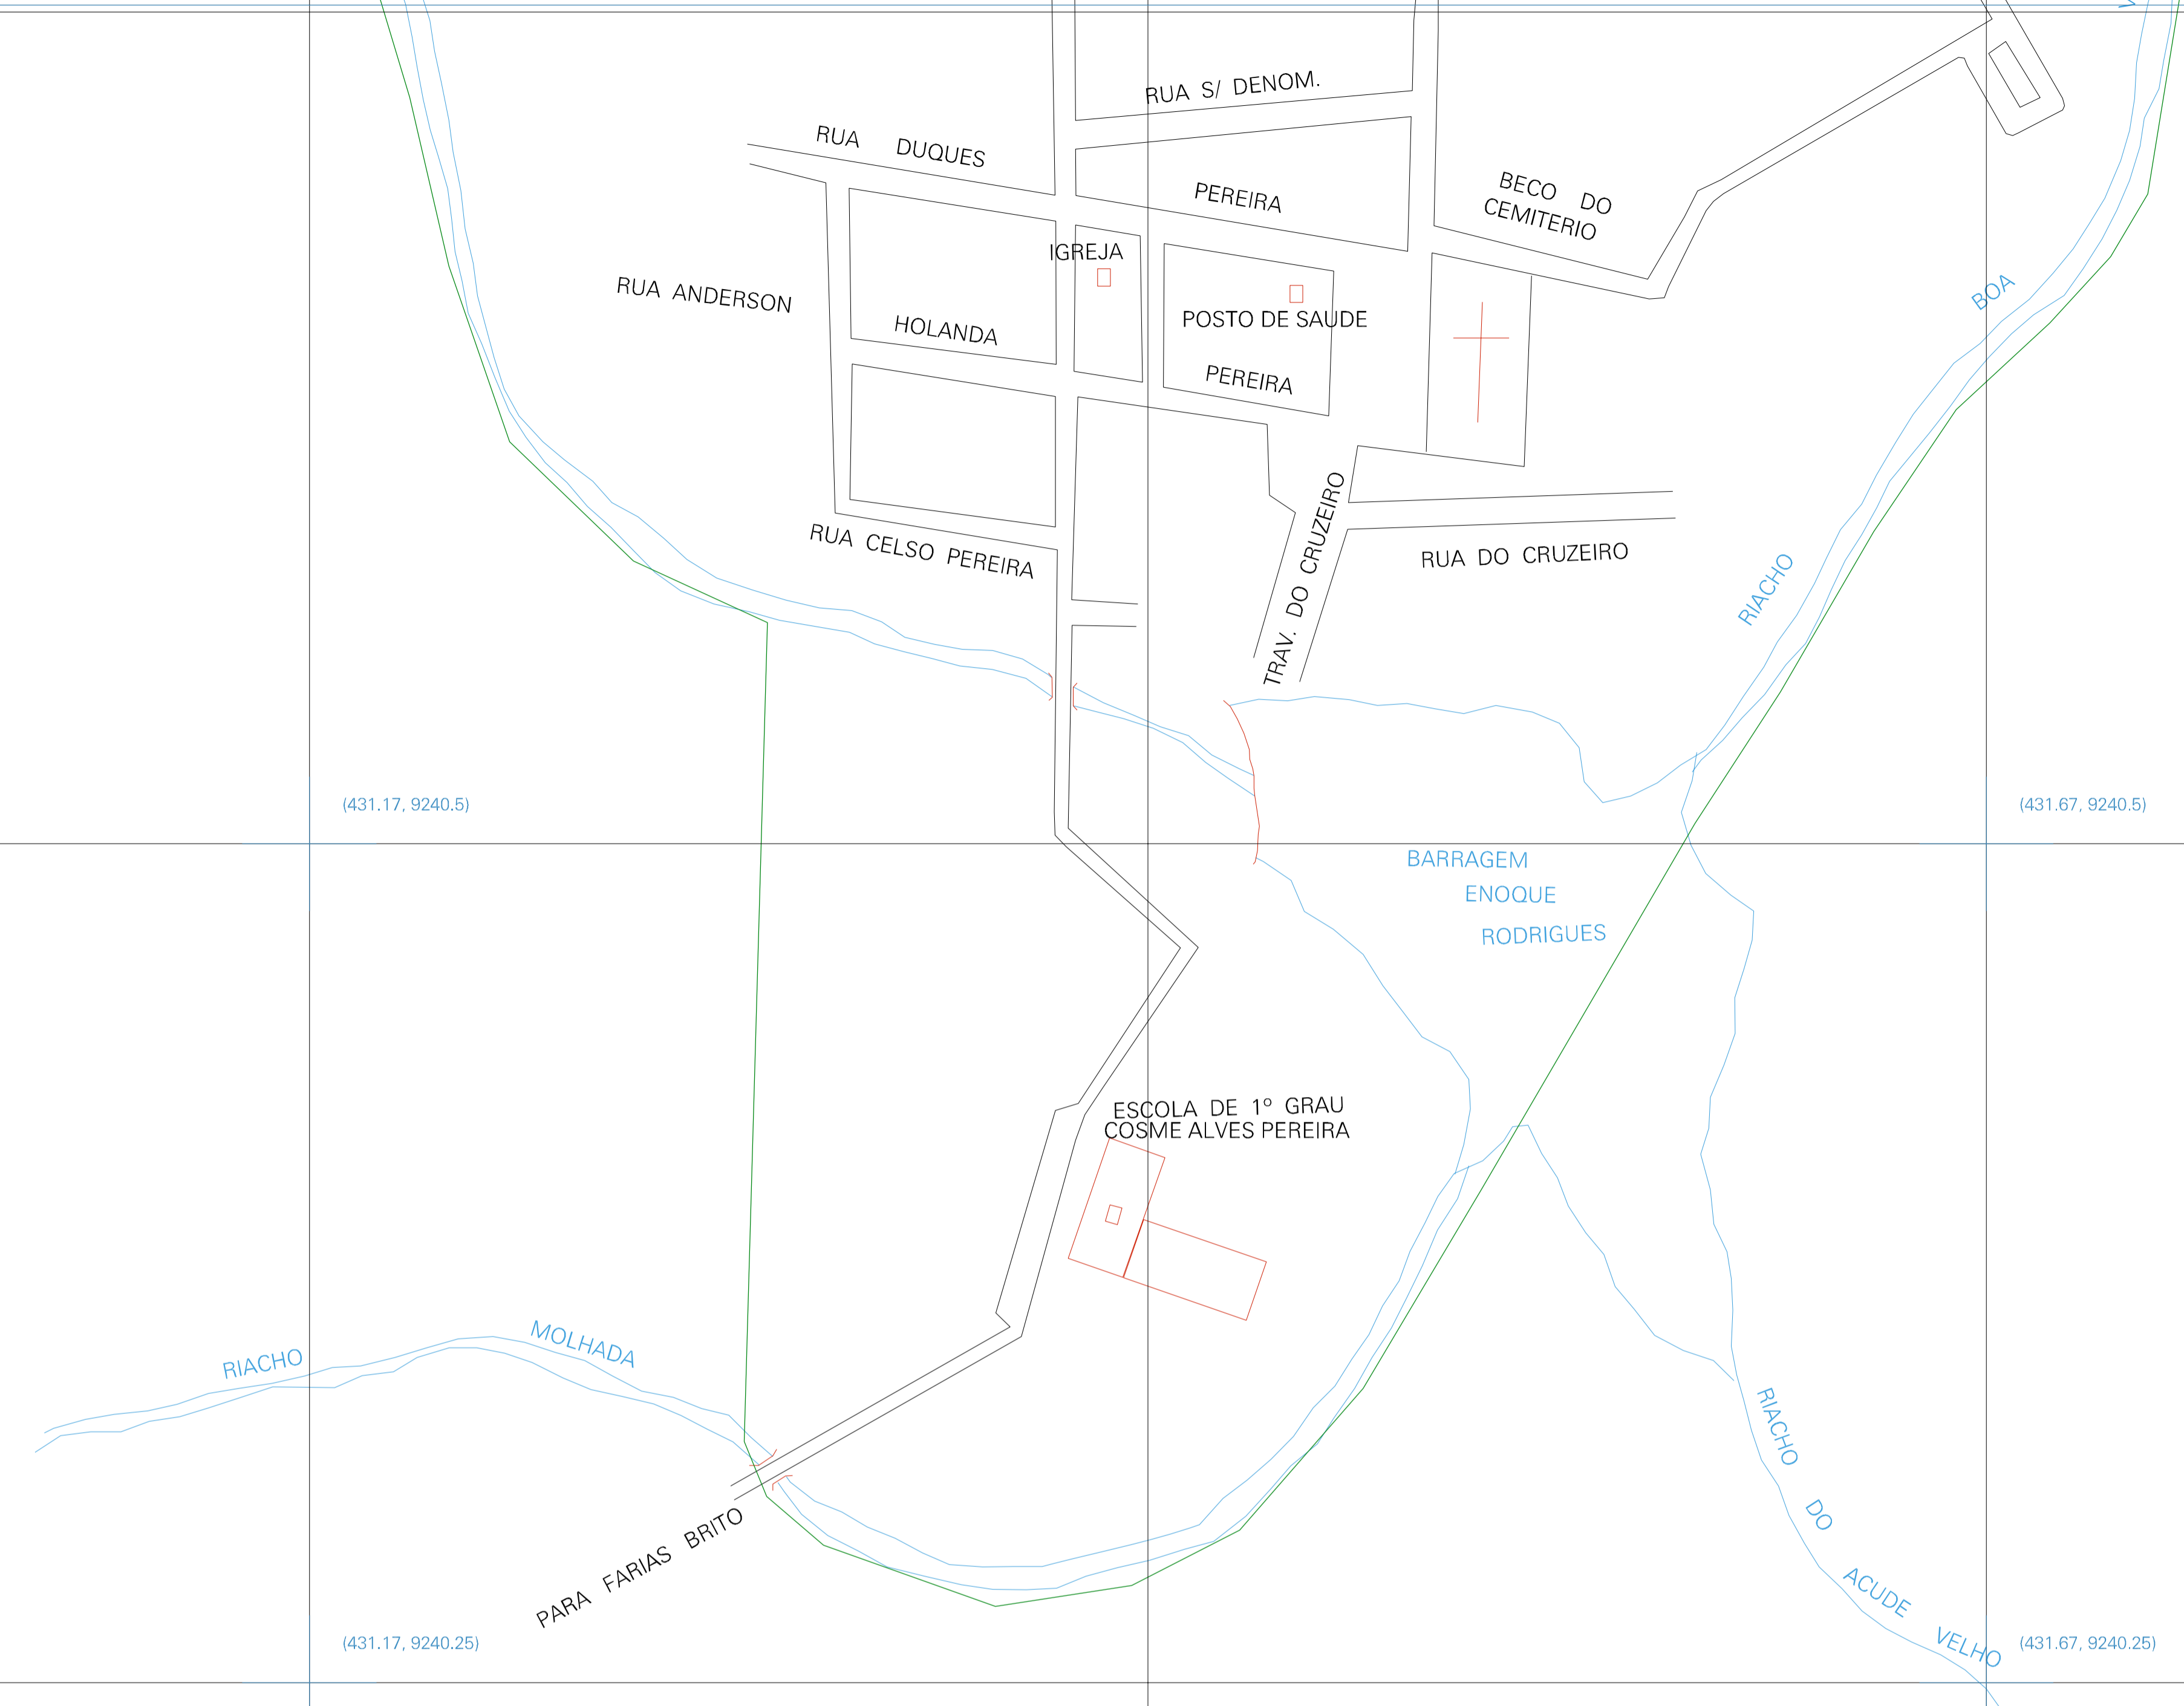 V
RUA S/ DENOM.
RUA DUQUES
PEREIRA
BECO DO
CEMITERIO
IGREJA
RUA ANDERSON
HOLANDA
POSTO DE SAUDE
PEREIRA
BOA
RIACHO
TRAV. DO CRUZEIRO
RUA DO CRUZEIRO
RUA CELSO PEREIRA
(431.17, 9240.5)
(431.67, 9240.5)
BARRAGEM
ENOQUE
RODRIGUES
ESCOLA DE 1º GRAU
COSME ALVES PEREIRA
RIACHO MOLHADA
RIACHO DO ACUDE VELHO
PARA FARIAS BRITO
(431.17, 9240.25)
(431.67, 9240.25)